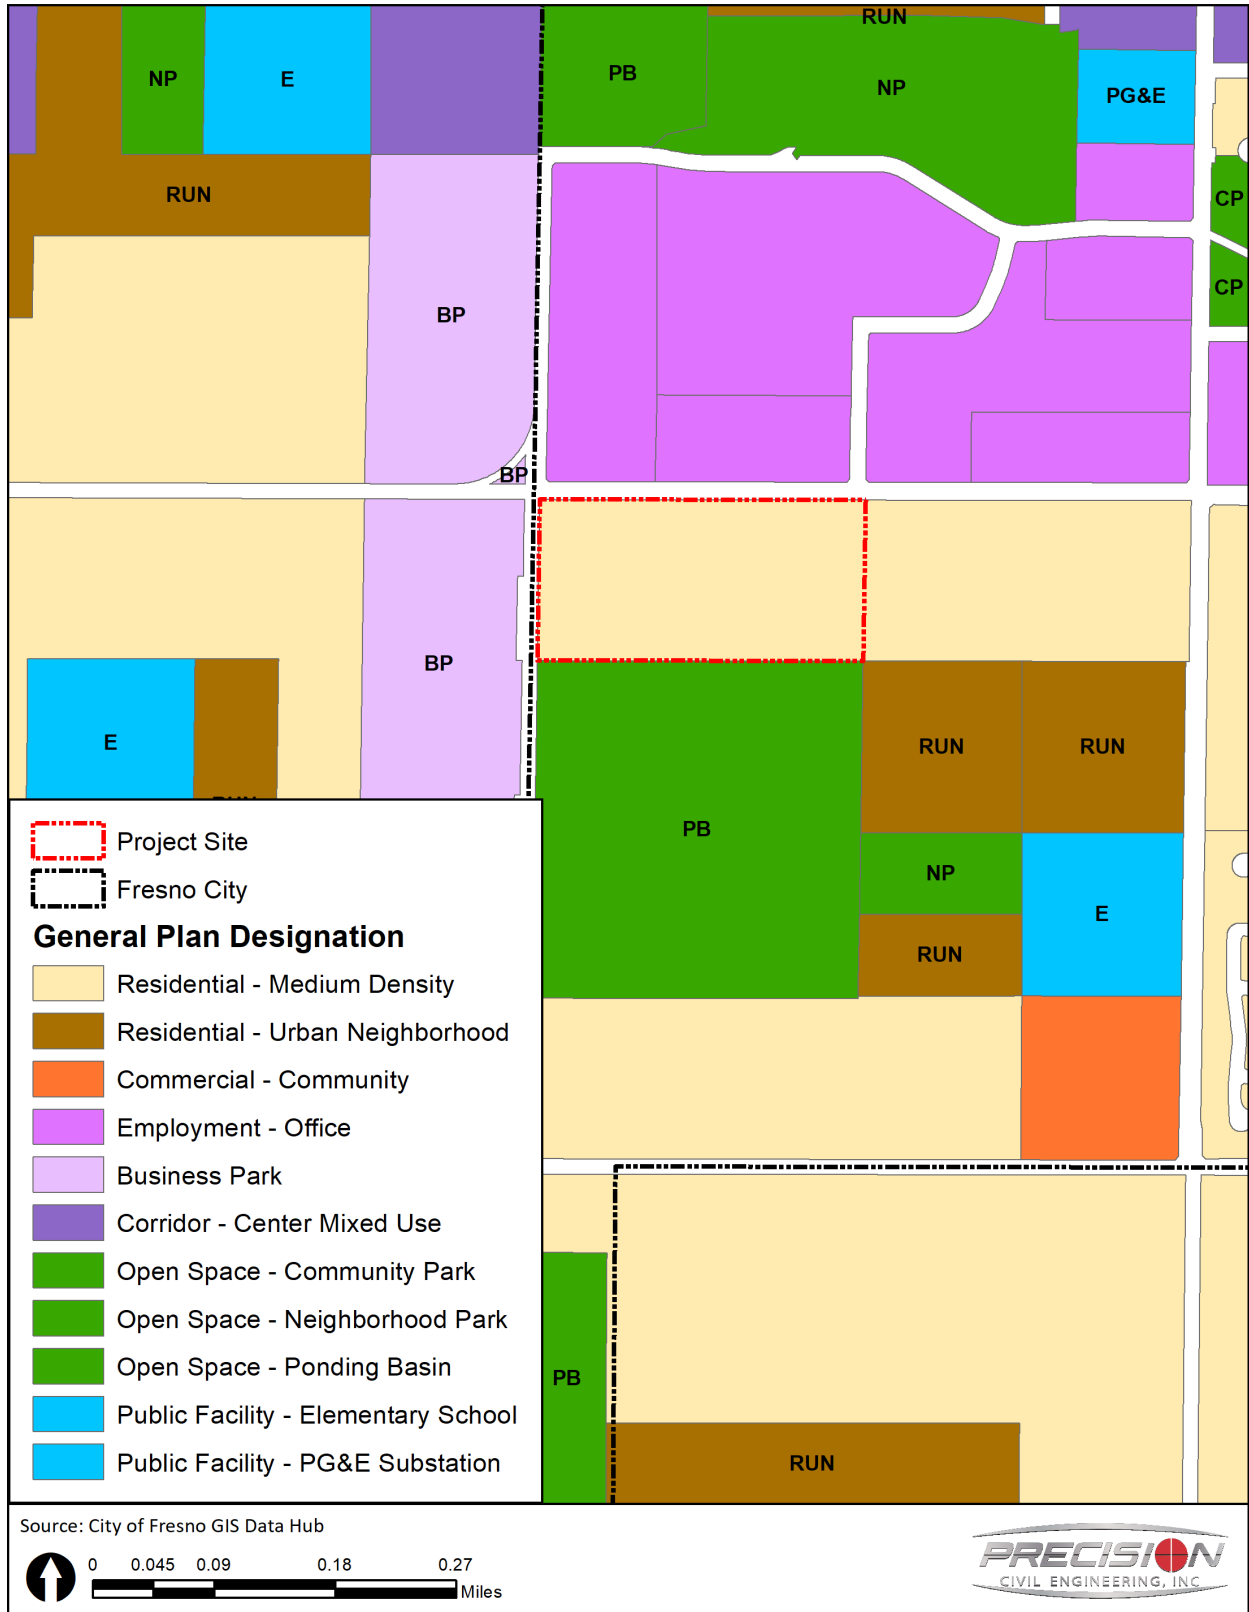 RUN
NP
E
PB
NP
PG&E
RUN
CP
CP
BP
BP
BP
E
RUN
RUN
RUN
PB
NP
E
RUN
Project Site
Fresno City
General Plan Designation
Residential - Medium Density
Residential - Urban Neighborhood
Commercial - Community
Employment - Office
Business Park
Corridor - Center Mixed Use
Open Space - Community Park
Open Space - Neighborhood Park
Open Space - Ponding Basin
Public Facility - Elementary School
Public Facility - PG&E Substation
PB
RUN
Source: City of Fresno GIS Data Hub
0 0.045 0.09 0.18 0.27
Miles
PRECISION
CIVIL ENGINEERING, INC